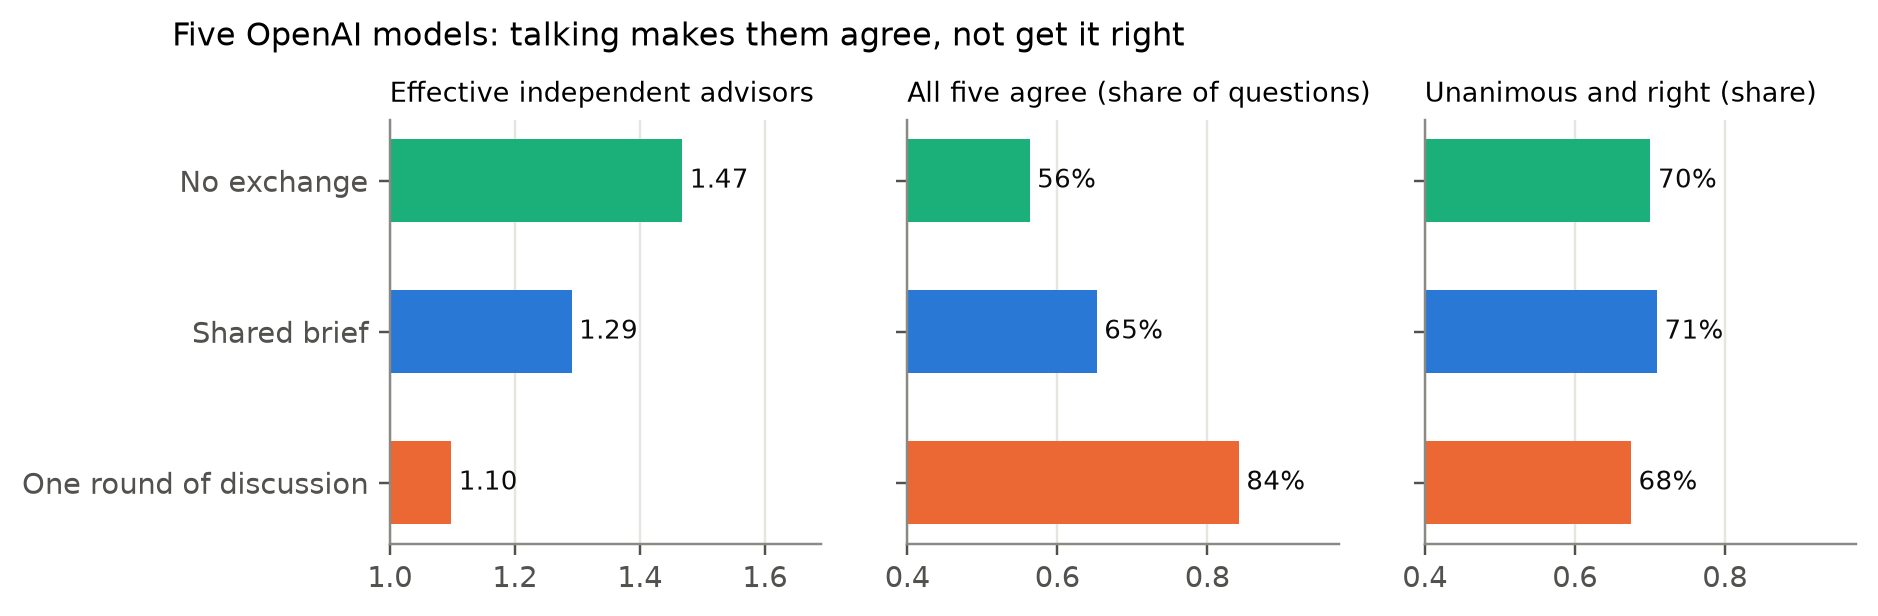 Five OpenAI models: talking makes them agree, not get it right
Effective independent advisors
All five agree (share of questions)
Unanimous and right (share)
No exchange
1.47
56%
70%
Shared brief
1.29
65%
71%
One round of discussion
1.10
84%
68%
1.0 1.2 1.4 1.6
0.4 0.6 0.8
0.4 0.6 0.8